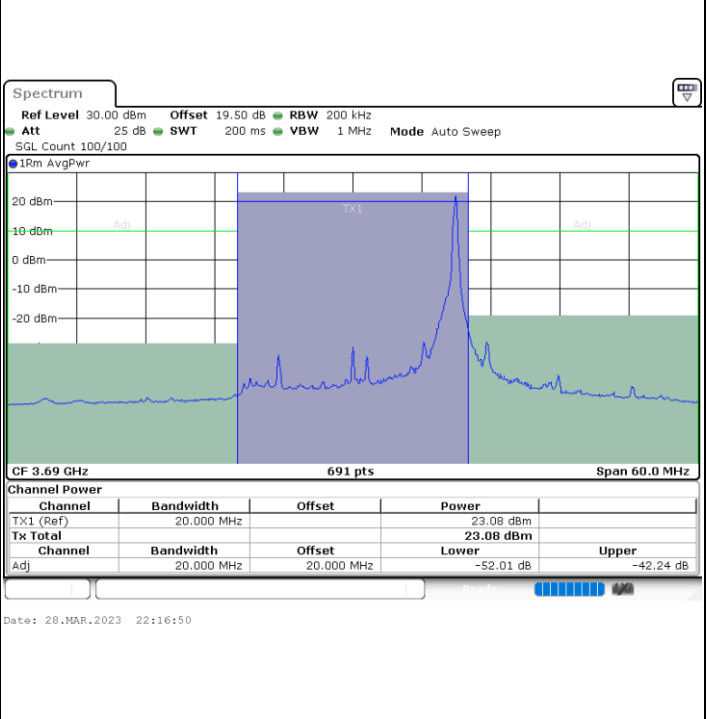 Spectrum
Ref Level 30.00 dBm Offset 19.50 dB RBW 200 kHz
Att 25 dB SWT 200 ms VBW 1 MHz Mode Auto Sweep
SGL Count 100/100
1Rm AvgPwr
TX1
20 dBm
Adj Adj
10 dBm
0 dBm
-10 dBm
-20 dBm
CF 3.69 GHz 691 pts Span 60.0 MHz
Channel Power
Channel Bandwidth Offset Power
TX1 (Ref) 20.000 MHz 23.08 dBm
Tx Total 23.08 dBm
Channel Bandwidth Offset Lower Upper
Adj 20.000 MHz 20.000 MHz -52.01 dB -42.24 dB
Ready
Date: 28.MAR.2023 22:16:50